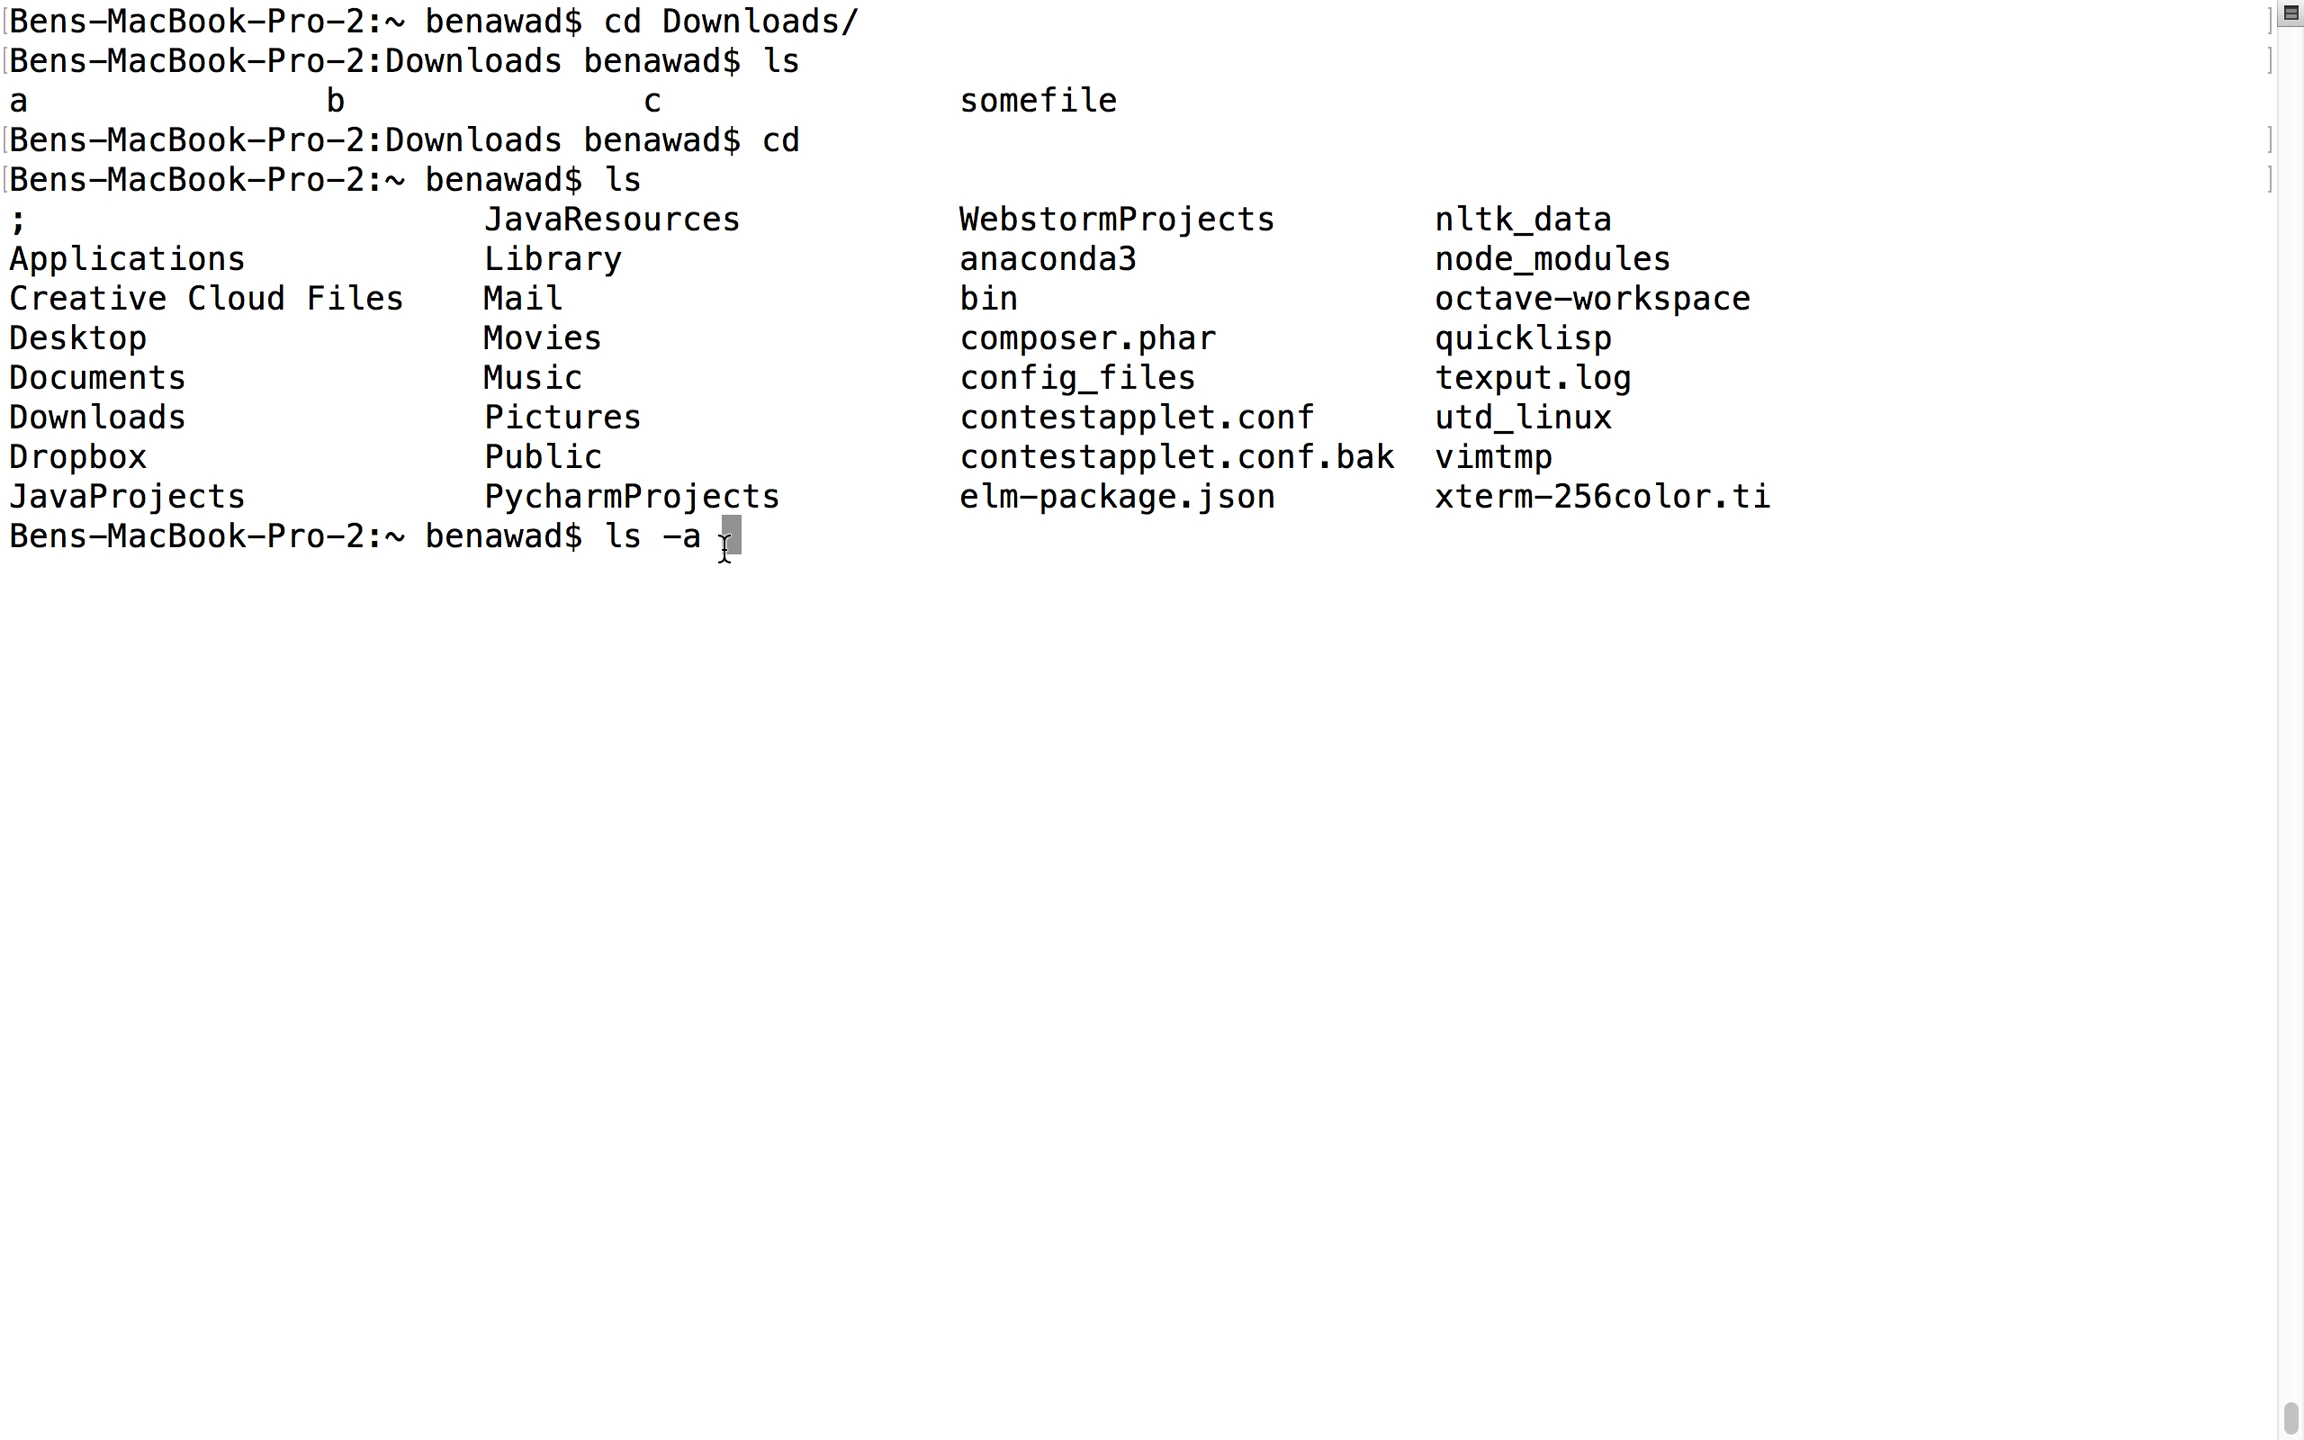 Bens-MacBook-Pro-2:~ benawad$ cd Downloads/
Bens-MacBook-Pro-2:Downloads benawad$ ls
a b c somefile
Bens-MacBook-Pro-2:Downloads benawad$ cd
Bens-MacBook-Pro-2:~ benawad$ ls
; JavaResources WebstormProjects nltk_data
Applications Library anaconda3 node_modules
Creative Cloud Files Mail bin octave-workspace
Desktop Movies composer.phar quicklisp
Documents Music config_files texput.log
Downloads Pictures contestapplet.conf utd_linux
Dropbox Public contestapplet.conf.bak vimtmp
JavaProjects PycharmProjects elm-package.json xterm-256color.ti
Bens-MacBook-Pro-2:~ benawad$ ls -a